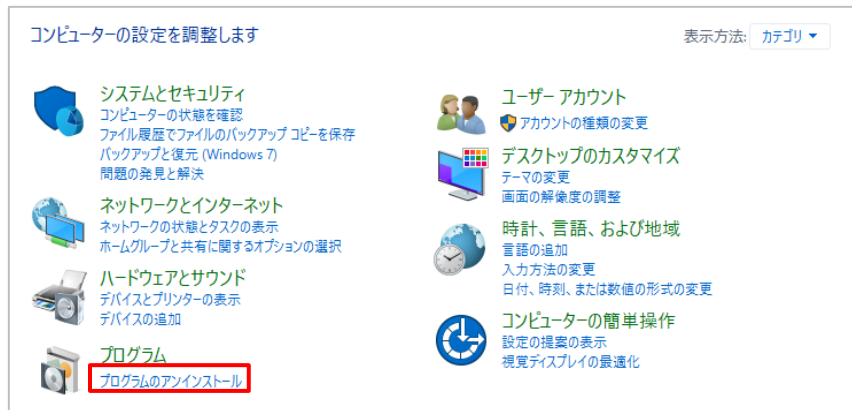 コンピューターの設定を調整します
表示方法: カテゴリ
システムとセキュリティ
コンピューターの状態を確認
ファイル履歴でファイルのバックアップ コピーを保存
バックアップと復元 (Windows 7)
問題の発見と解決
ネットワークとインターネット
ネットワークの状態とタスクの表示
ホームグループと共有に関するオプションの選択
ハードウェアとサウンド
デバイスとプリンターの表示
デバイスの追加
プログラム
プログラムのアンインストール
ユーザー アカウント
アカウントの種類の変更
デスクトップのカスタマイズ
テーマの変更
画面の解像度の調整
時計、言語、および地域
言語の追加
入力方法の変更
日付、時刻、または数値の形式の変更
コンピューターの簡単操作
設定の提案の表示
視覚ディスプレイの最適化